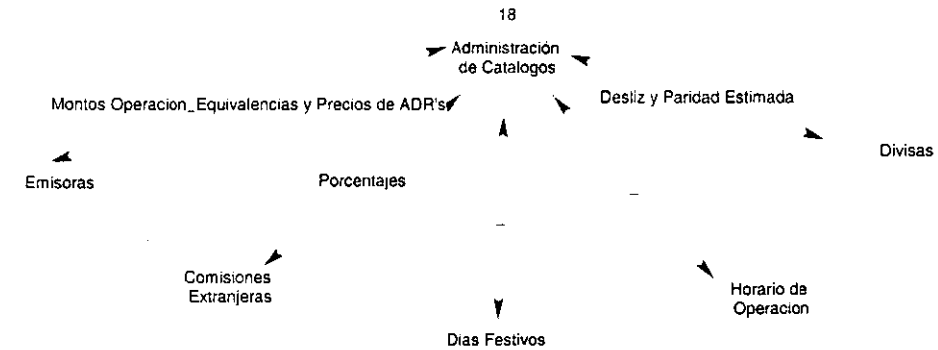 18
Administración
de Catalogos
Montos Operacion_Equivalencias y Precios de ADR's
Desliz y Paridad Estimada
Divisas
Emisoras
Porcentajes
Comisiones
Extranjeras
Horario de
Operacion
Dias Festivos